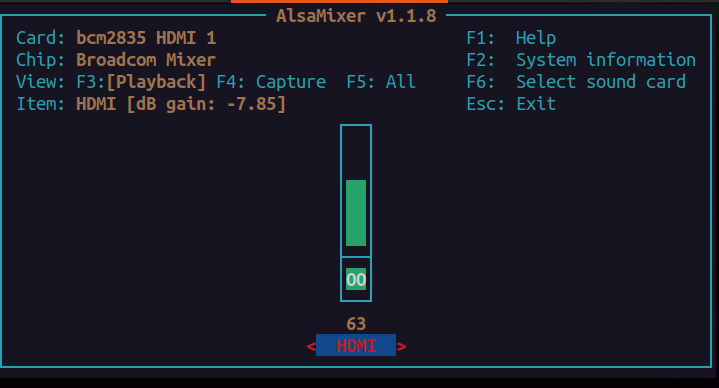 AlsaMixer v1.1.8
Card: bcm2835 HDMI 1 F1: Help
Chip: Broadcom Mixer F2: System information
View: F3:[Playback] F4: Capture F5: All F6: Select sound card
Item: HDMI [dB gain: -7.85] Esc: Exit
OO
63
< HDMI >